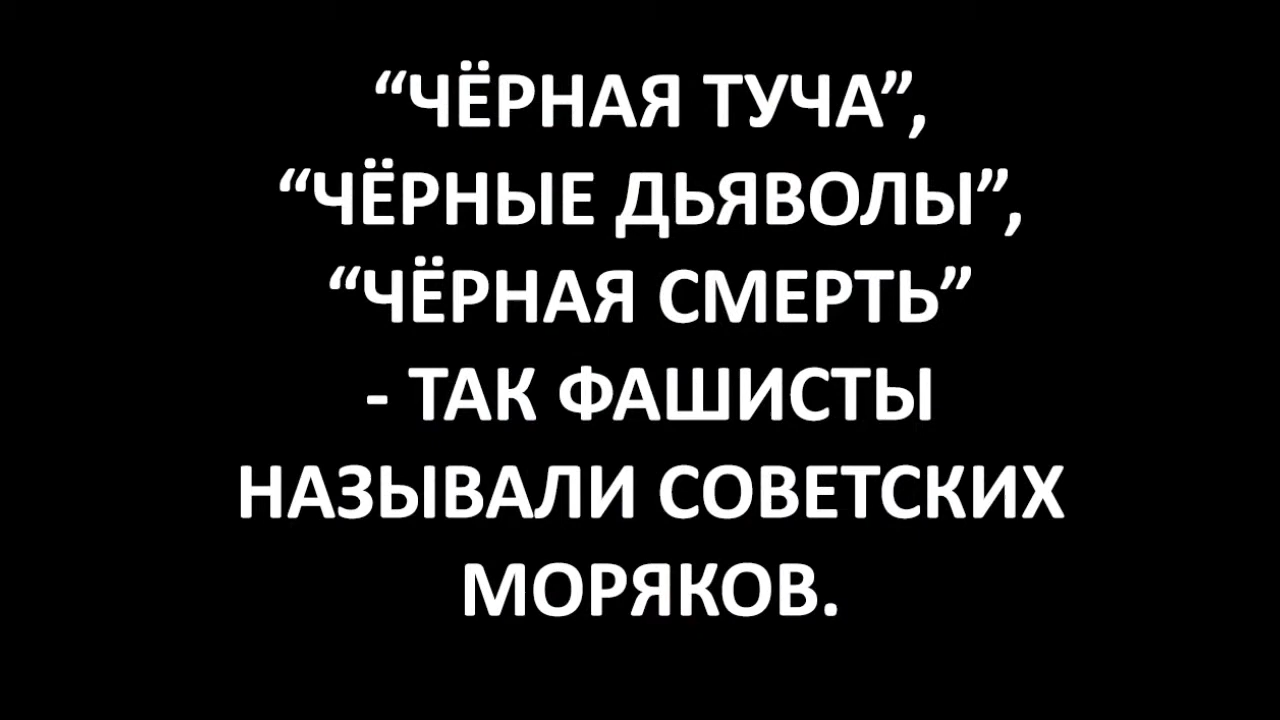 “ЧЁРНАЯ ТУЧА”,
“ЧЁРНЫЕ ДЬЯВОЛЫ”,
“ЧЁРНАЯ СМЕРТЬ”
- ТАК ФАШИСТЫ
НАЗЫВАЛИ СОВЕТСКИХ
МОРЯКОВ.